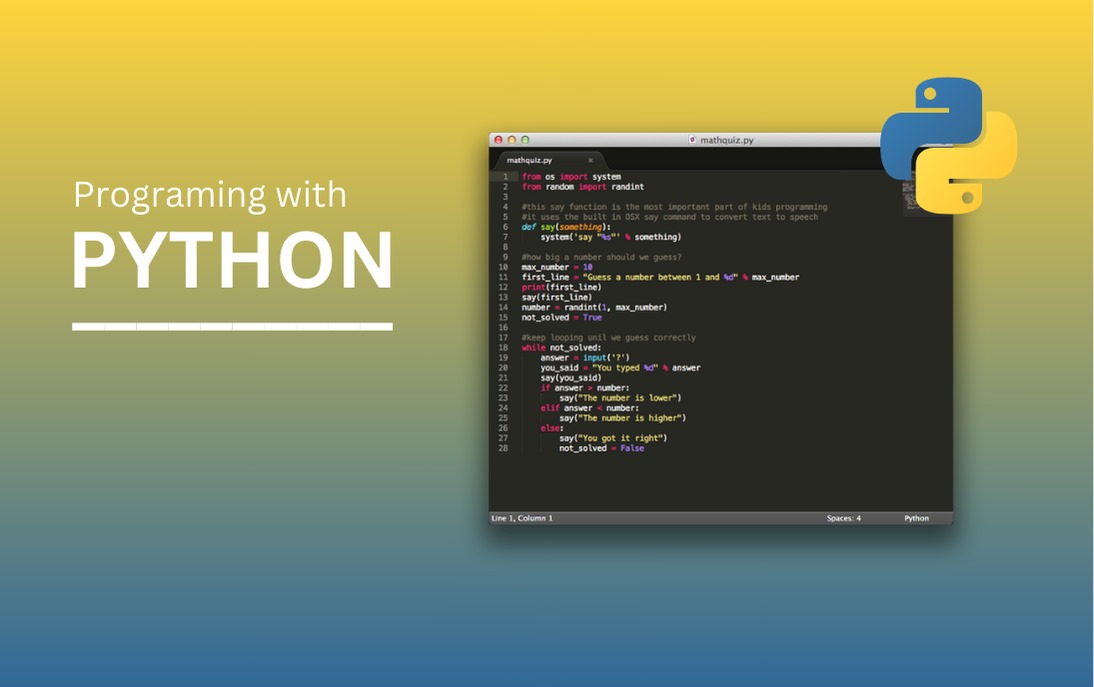 Programing with
PYTHON
mathquiz.py
mathquiz.py ×
1 from os import system
2 from random import randint
3
4 #this say function is the most important part of kids programming
5 #it uses the built in OSX say command to convert text to speech
6 def say(something):
7     system('say "%s"' % something)
8
9 #how big a number should we guess?
10 max_number = 10
11 first_line = "Guess a number between 1 and %d" % max_number
12 print(first_line)
13 say(first_line)
14 number = randint(1, max_number)
15 not_solved = True
16
17 #keep looping unil we guess correctly
18 while not_solved:
19     answer = input('?')
20     you_said = "You typed %d" % answer
21     say(you_said)
22     if answer > number:
23         say("The number is lower")
24     elif answer < number:
25         say("The number is higher")
26     else:
27         say("You got it right")
28         not_solved = False
Line 1, Column 1 Spaces: 4 Python